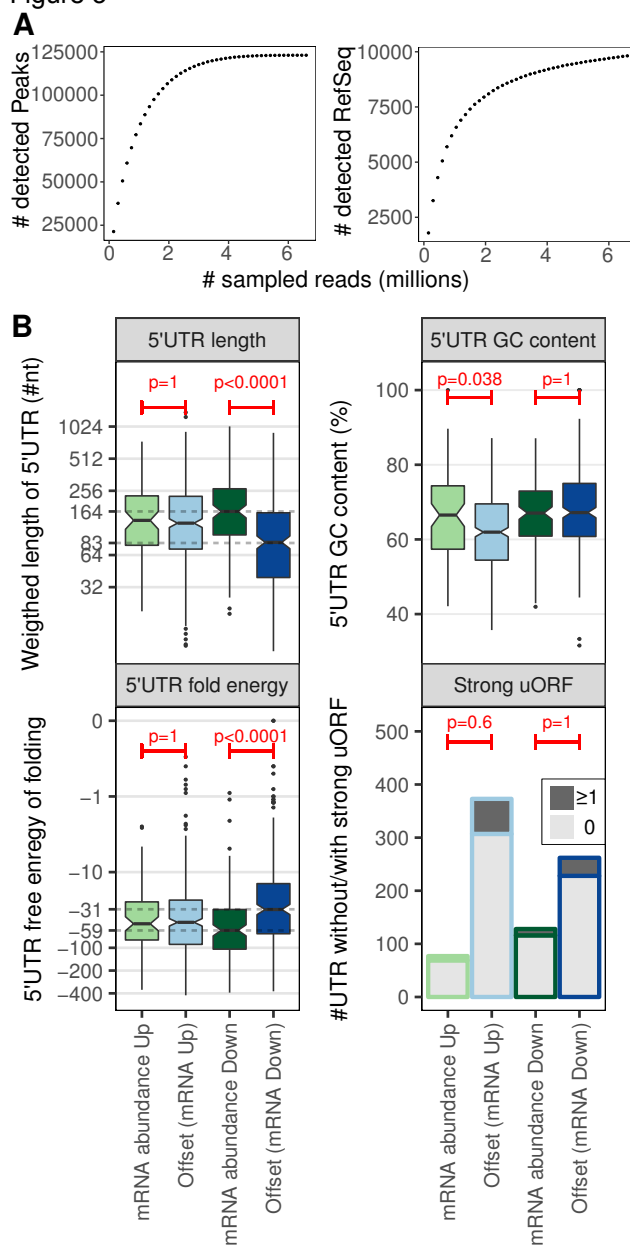 A
# detected Peaks
125000
100000
75000
50000
25000
0
2
4
6
# detected RefSeq
10000
7500
5000
2500
0
2
4
6
# sampled reads (millions)
B
5'UTR length
Weigthed length of 5'UTR (#nt)
1024
512
256
164
83
64
32
p=1
p<0.0001
5'UTR GC content
5'UTR GC content (%)
100
80
60
40
p=0.038
p=1
5'UTR fold energy
5'UTR free enregy of folding
0
−1
−10
−31
−59
−100
−200
−400
p=1
p<0.0001
Strong uORF
#UTR without/with strong uORF
500
400
300
200
100
0
p=0.6
p=1
≥1
0
mRNA abundance Up
Offset (mRNA Up)
mRNA abundance Down
Offset (mRNA Down)
mRNA abundance Up
Offset (mRNA Up)
mRNA abundance Down
Offset (mRNA Down)